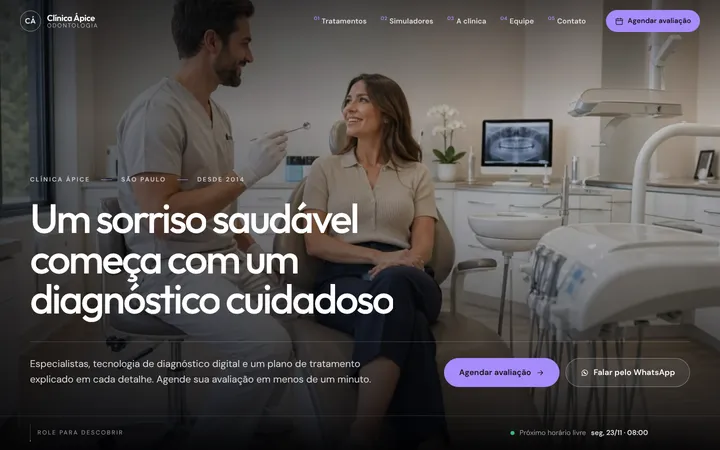 CÁ
Clínica Ápice
ODONTOLOGIA
01 Tratamentos
02 Simuladores
03 A clínica
04 Equipe
05 Contato
Agendar avaliação
CLÍNICA ÁPICE — SÃO PAULO — DESDE 2014
Um sorriso saudável
começa com um
diagnóstico cuidadoso
Especialistas, tecnologia de diagnóstico digital e um plano de tratamento
explicado em cada detalhe. Agende sua avaliação em menos de um minuto.
Agendar avaliação →
Falar pelo WhatsApp
ROLE PARA DESCOBRIR
Próximo horário livre seg, 23/11 · 08:00